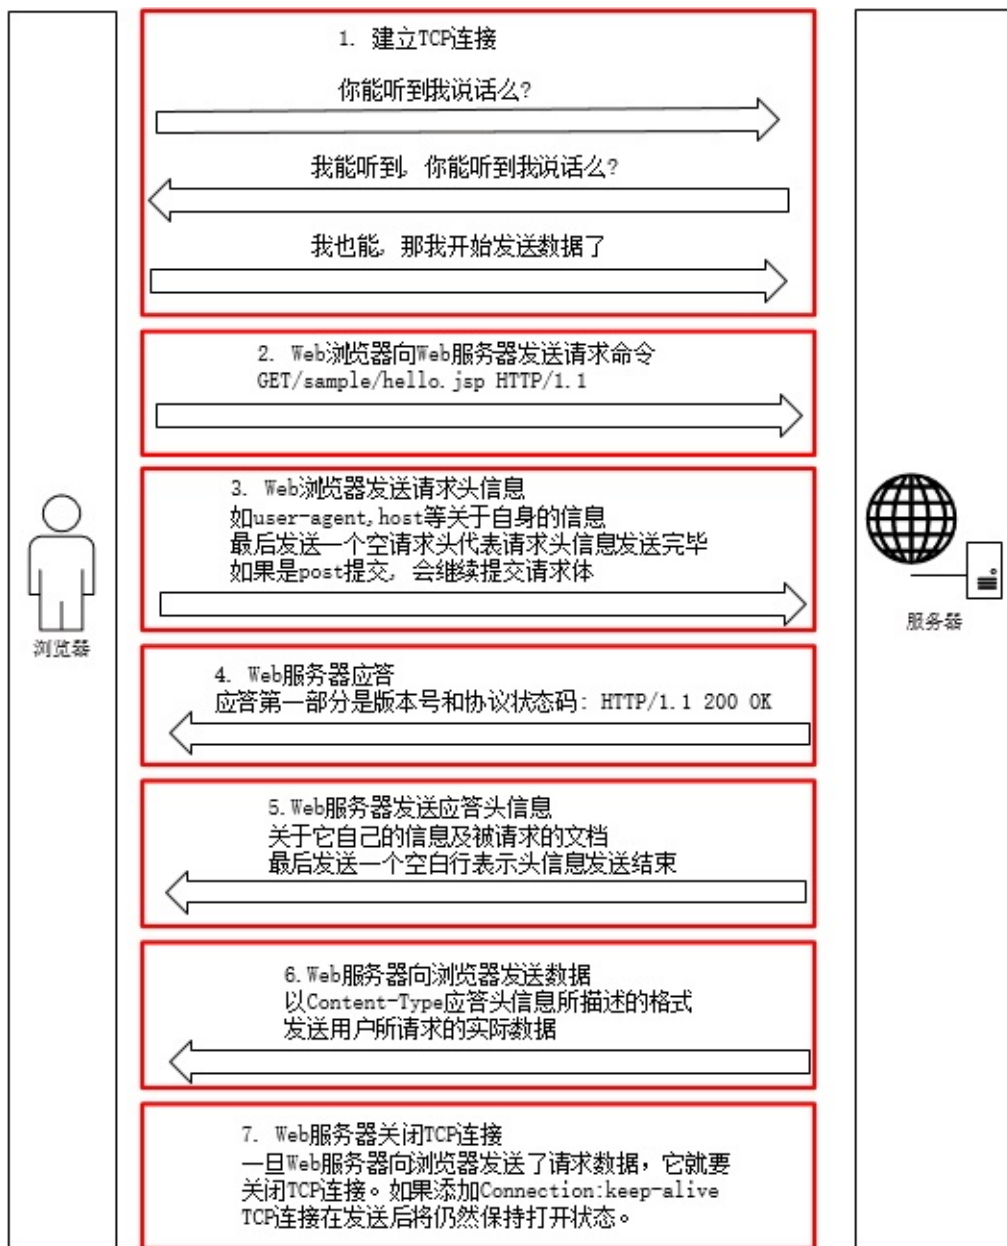 1. 建立TCP连接
你能听到我说话么?
我能听到, 你能听到我说话么?
我也能, 那我开始发送数据了
2. Web浏览器向Web服务器发送请求命令
GET/sample/hello.jsp HTTP/1.1
3. Web浏览器发送请求头信息
如user-agent,host等关于自身的信息
最后发送一个空请求头代表请求头信息发送完毕
如果是post提交, 会继续提交请求体
浏览器
服务器
4. Web服务器应答
应答第一部分是版本号和协议状态码: HTTP/1.1 200 OK
5.Web服务器发送应答头信息
关于它自己的信息及被请求的文档
最后发送一个空白行表示头信息发送结束
6.Web服务器向浏览器发送数据
以Content-Type应答头信息所描述的格式
发送用户所请求的实际数据
7. Web服务器关闭TCP连接
一旦Web服务器向浏览器发送了请求数据，它就要
关闭TCP连接。如果添加Connection:keep-alive
TCP连接在发送后将仍然保持打开状态。